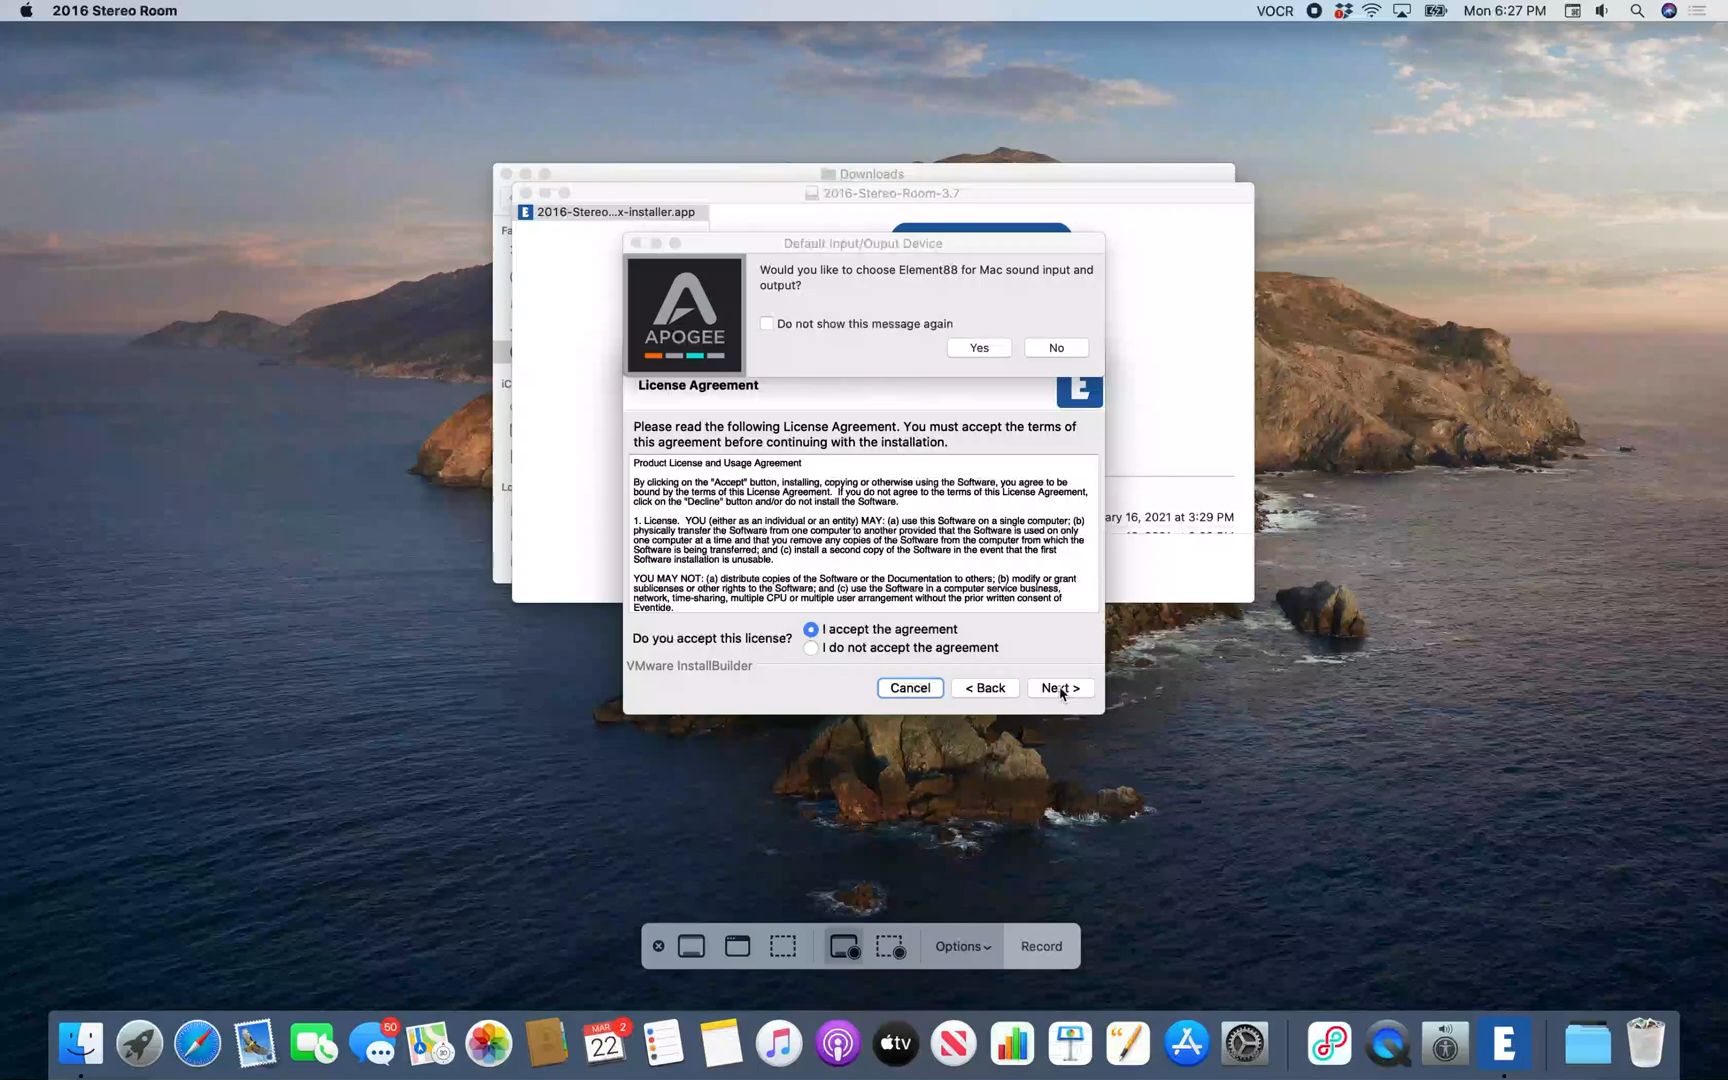 2016 Stereo Room
VOCR
Mon 6:27 PM
Downloads
2016-Stereo-Room-3.7
2016-Stereo...x-installer.app
Fa
Default Input/Ouput Device
Would you like to choose Element88 for Mac sound input and
output?
APOGEE
Do not show this message again
Yes
No
iC
License Agreement
E
Please read the following License Agreement. You must accept the terms of
this agreement before continuing with the installation.
Product License and Usage Agreement
By clicking on the "Accept" button, installing, copying or otherwise using the Software, you agree to be
bound by the terms of this License Agreement. If you do not agree to the terms of this License Agreement,
click on the "Decline" button and/or do not install the Software.
1. License. YOU (either as an individual or an entity) MAY: (a) use this Software on a single computer; (b)
physically transfer the Software from one computer to another provided that the Software is used on only
one computer at a time and that you remove any copies of the Software from the computer from which the
Software is being transferred; and (c) install a second copy of the Software in the event that the first
Software installation is unusable.
YOU MAY NOT: (a) distribute copies of the Software or the Documentation to others; (b) modify or grant
sublicenses or other rights to the Software; and (c) use the Software in a computer service business,
network, time-sharing, multiple CPU or multiple user arrangement without the prior written consent of
Eventide.
Lo
ary 16, 2021 at 3:29 PM
Do you accept this license?
I accept the agreement
I do not accept the agreement
VMware InstallBuilder
Cancel
< Back
Next >
Options
Record
50
MAR
2
22
tv
E